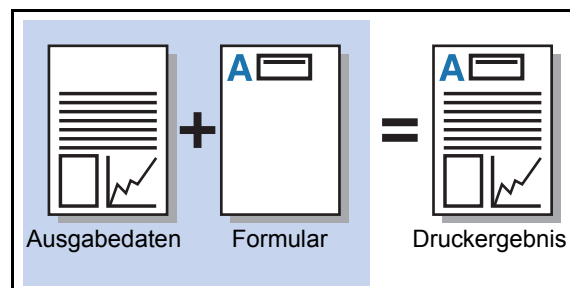 A
A
+
=
Ausgabedaten
Formular
Druckergebnis